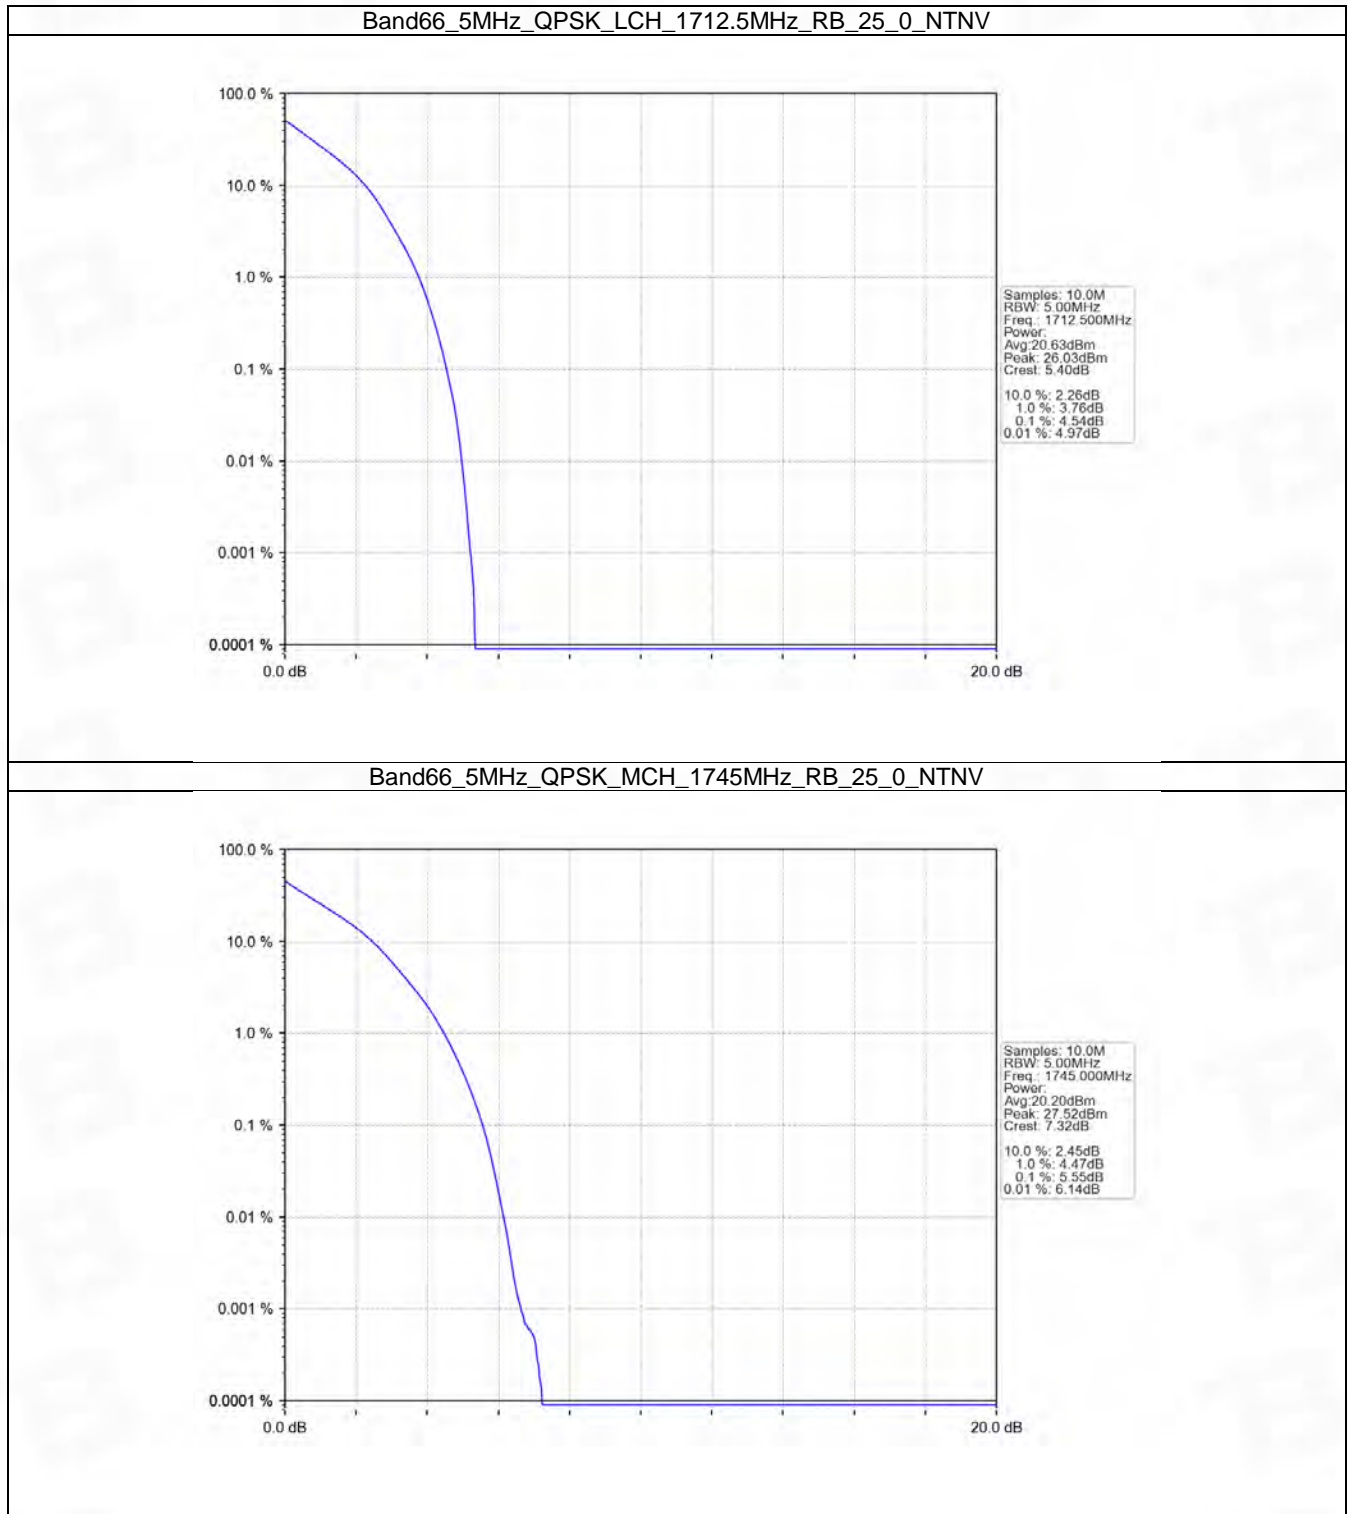 Band66_5MHz_QPSK_LCH_1712.5MHz_RB_25_0_NTNV
100.0 %
10.0 %
1.0 %
0.1 %
0.01 %
0.001 %
0.0001 %
0.0 dB
20.0 dB
Samples: 10.0M
RBW: 5.00MHz
Freq.: 1712.500MHz
Power:
Avg:20.63dBm
Peak: 26.03dBm
Crest: 5.40dB
10.0 %: 2.26dB
1.0 %: 3.76dB
0.1 %: 4.54dB
0.01 %: 4.97dB
Band66_5MHz_QPSK_MCH_1745MHz_RB_25_0_NTNV
100.0 %
10.0 %
1.0 %
0.1 %
0.01 %
0.001 %
0.0001 %
0.0 dB
20.0 dB
Samples: 10.0M
RBW: 5.00MHz
Freq.: 1745.000MHz
Power:
Avg:20.20dBm
Peak: 27.52dBm
Crest: 7.32dB
10.0 %: 2.45dB
1.0 %: 4.47dB
0.1 %: 5.55dB
0.01 %: 6.14dB